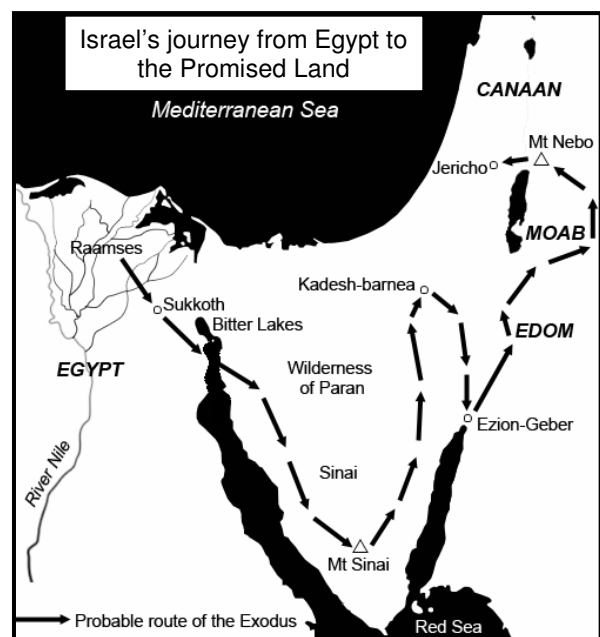 Israel's journey from Egypt to
the Promised Land
Mediterranean Sea
CANAAN
Mt Nebo
Jericho
MOAB
Raamses
Kadesh-barnea
Sukkoth
Bitter Lakes
EDOM
EGYPT
Wilderness
of Paran
Ezion-Geber
River Nile
Sinai
Mt Sinai
Probable route of the Exodus
Red Sea